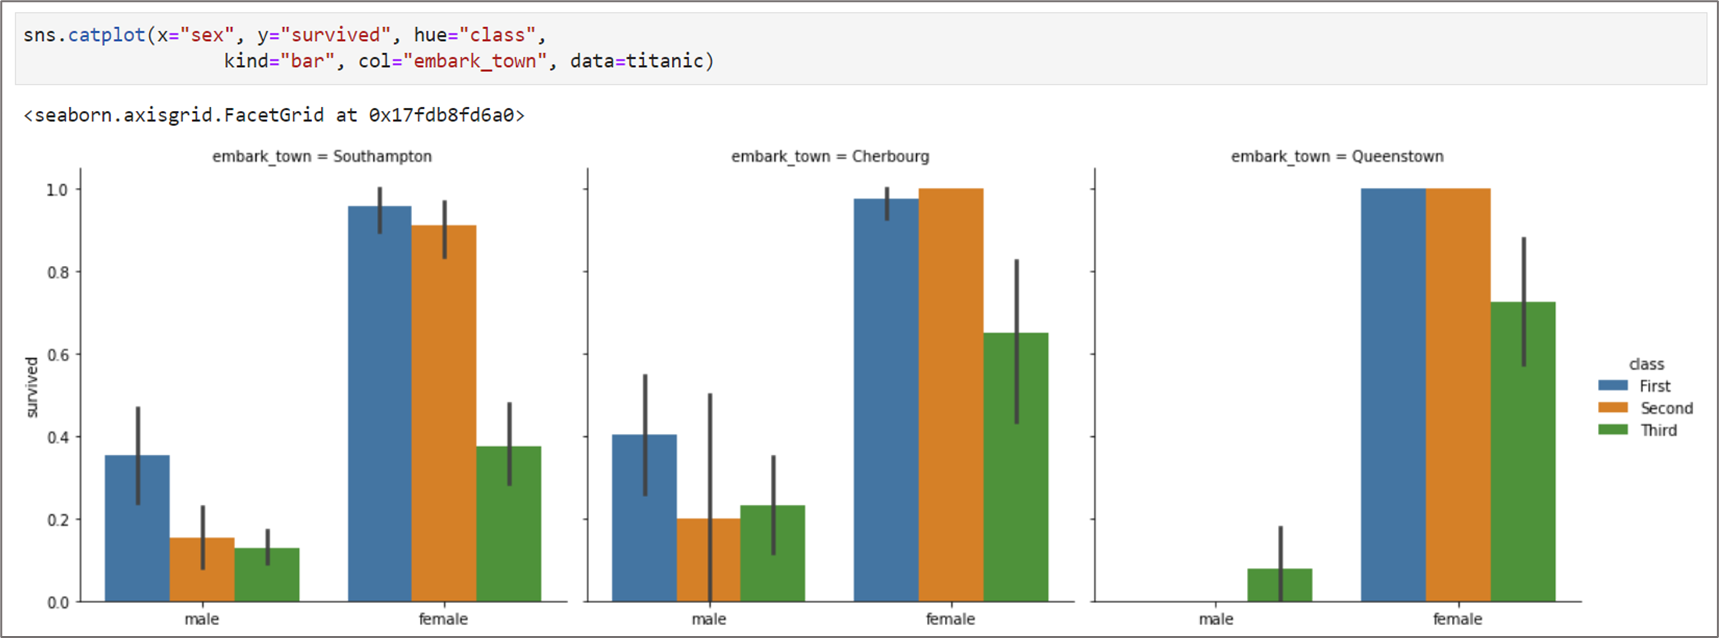 sns.catplot(x="sex", y="survived", hue="class",
kind="bar", col="embark_town", data=titanic)
<seaborn.axisgrid.FacetGrid at 0x17fdb8fd6a0>
embark_town = Southampton
embark_town = Cherbourg
embark_town = Queenstown
1.0
0.8
0.6
0.4
0.2
0.0
survived
male
female
male
female
male
female
class
First
Second
Third